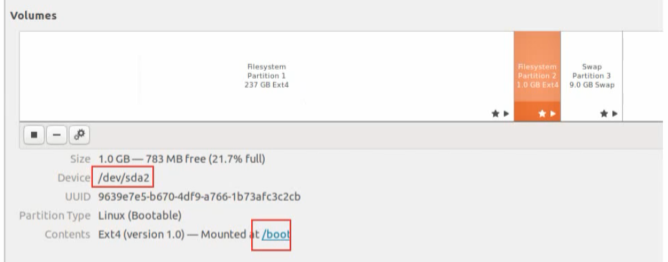 Volumes
Filesystem
Partition 1
237 GB Ext4
Filesystem
Partition 2
1.0 GB Ext4
Swap
Partition 3
9.0 GB Swap
Size 1.0 GB — 783 MB free (21.7% full)
Device /dev/sda2
UUID 9639e7e5-b670-4df9-a766-1b73afc3c2cb
Partition Type Linux (Bootable)
Contents Ext4 (version 1.0) — Mounted at /boot